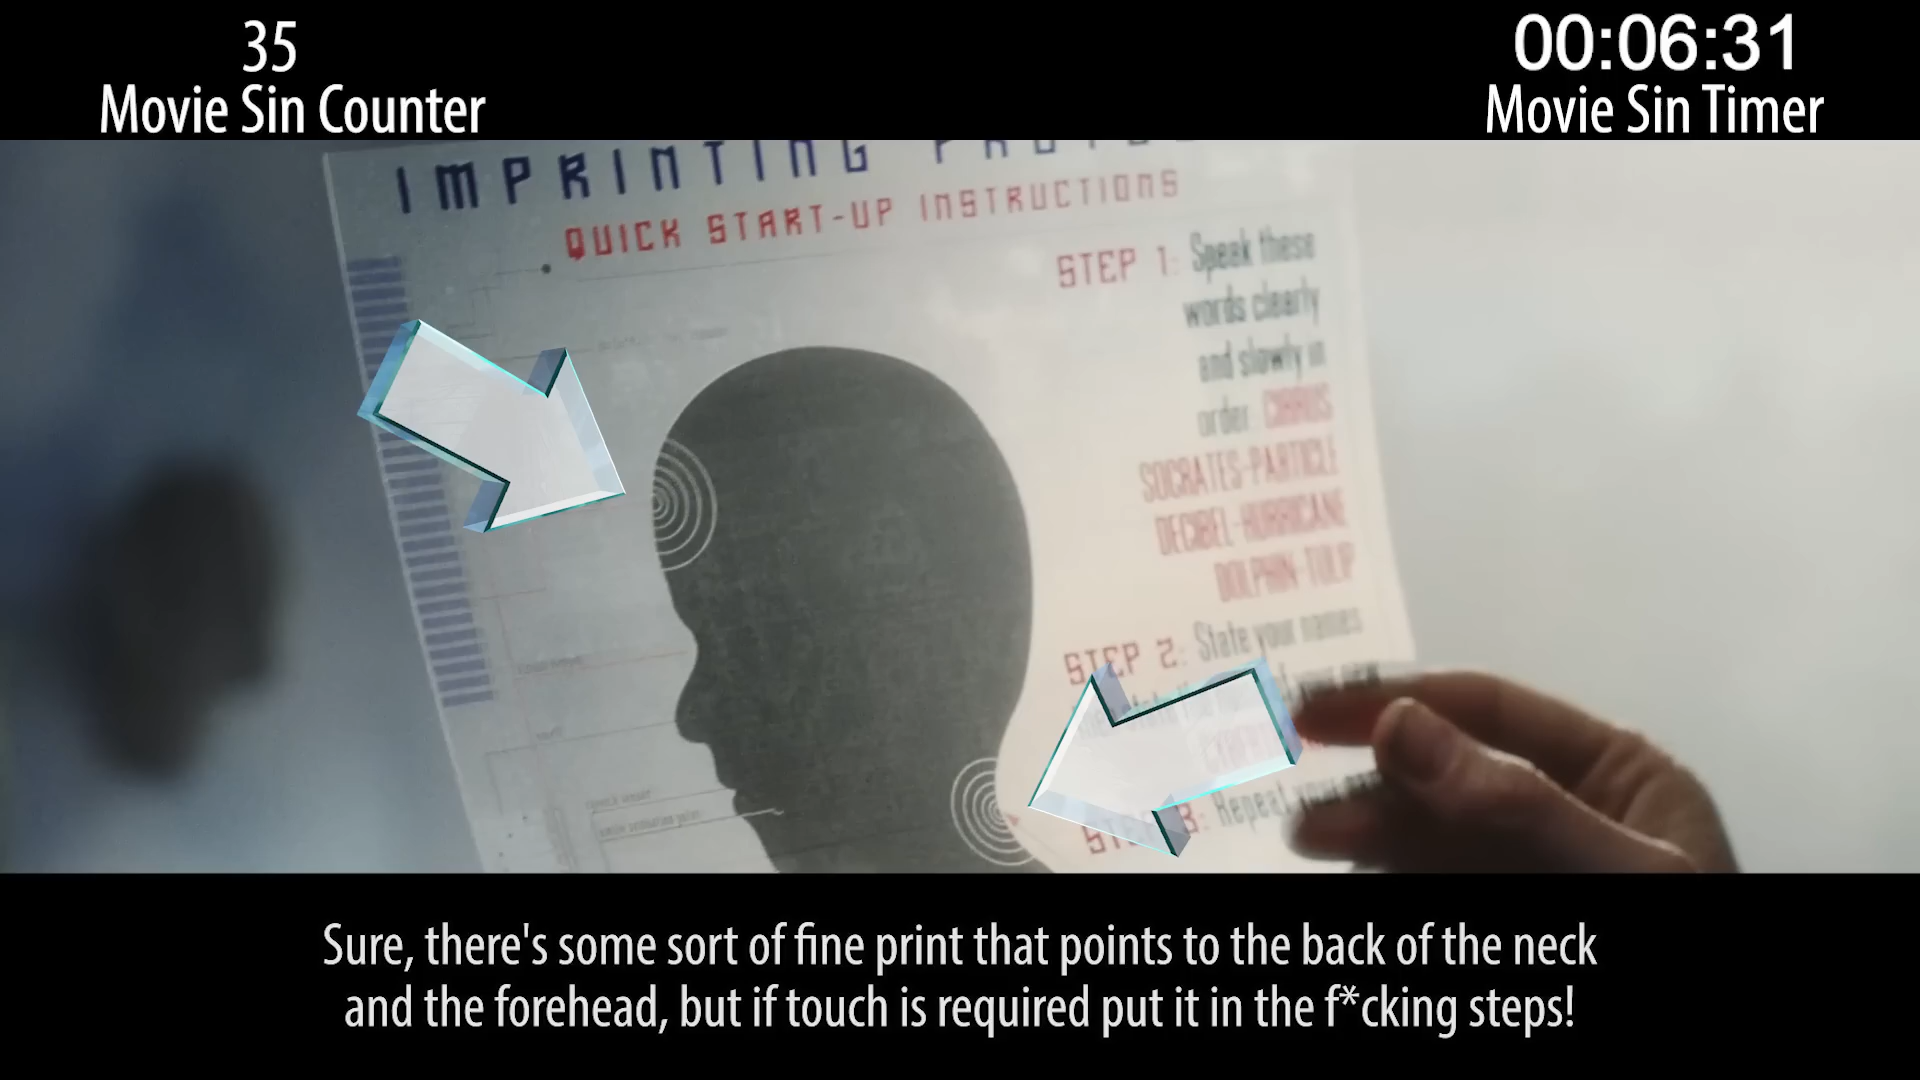 35
Movie Sin Counter
00:06:31
Movie Sin Timer
IMPRINTING
QUICK START-UP INSTRUCTIONS
STEP 1: Speak these
words clearly
and slowly in
order CIRRUS
SOCRATES-PARTICLE
DECIBEL-HURRICANE
DOLPHIN-TULIP
STEP 2: State your names
STEP 3: Repeat your
Sure, there's some sort of fine print that points to the back of the neck
and the forehead, but if touch is required put it in the f*cking steps!